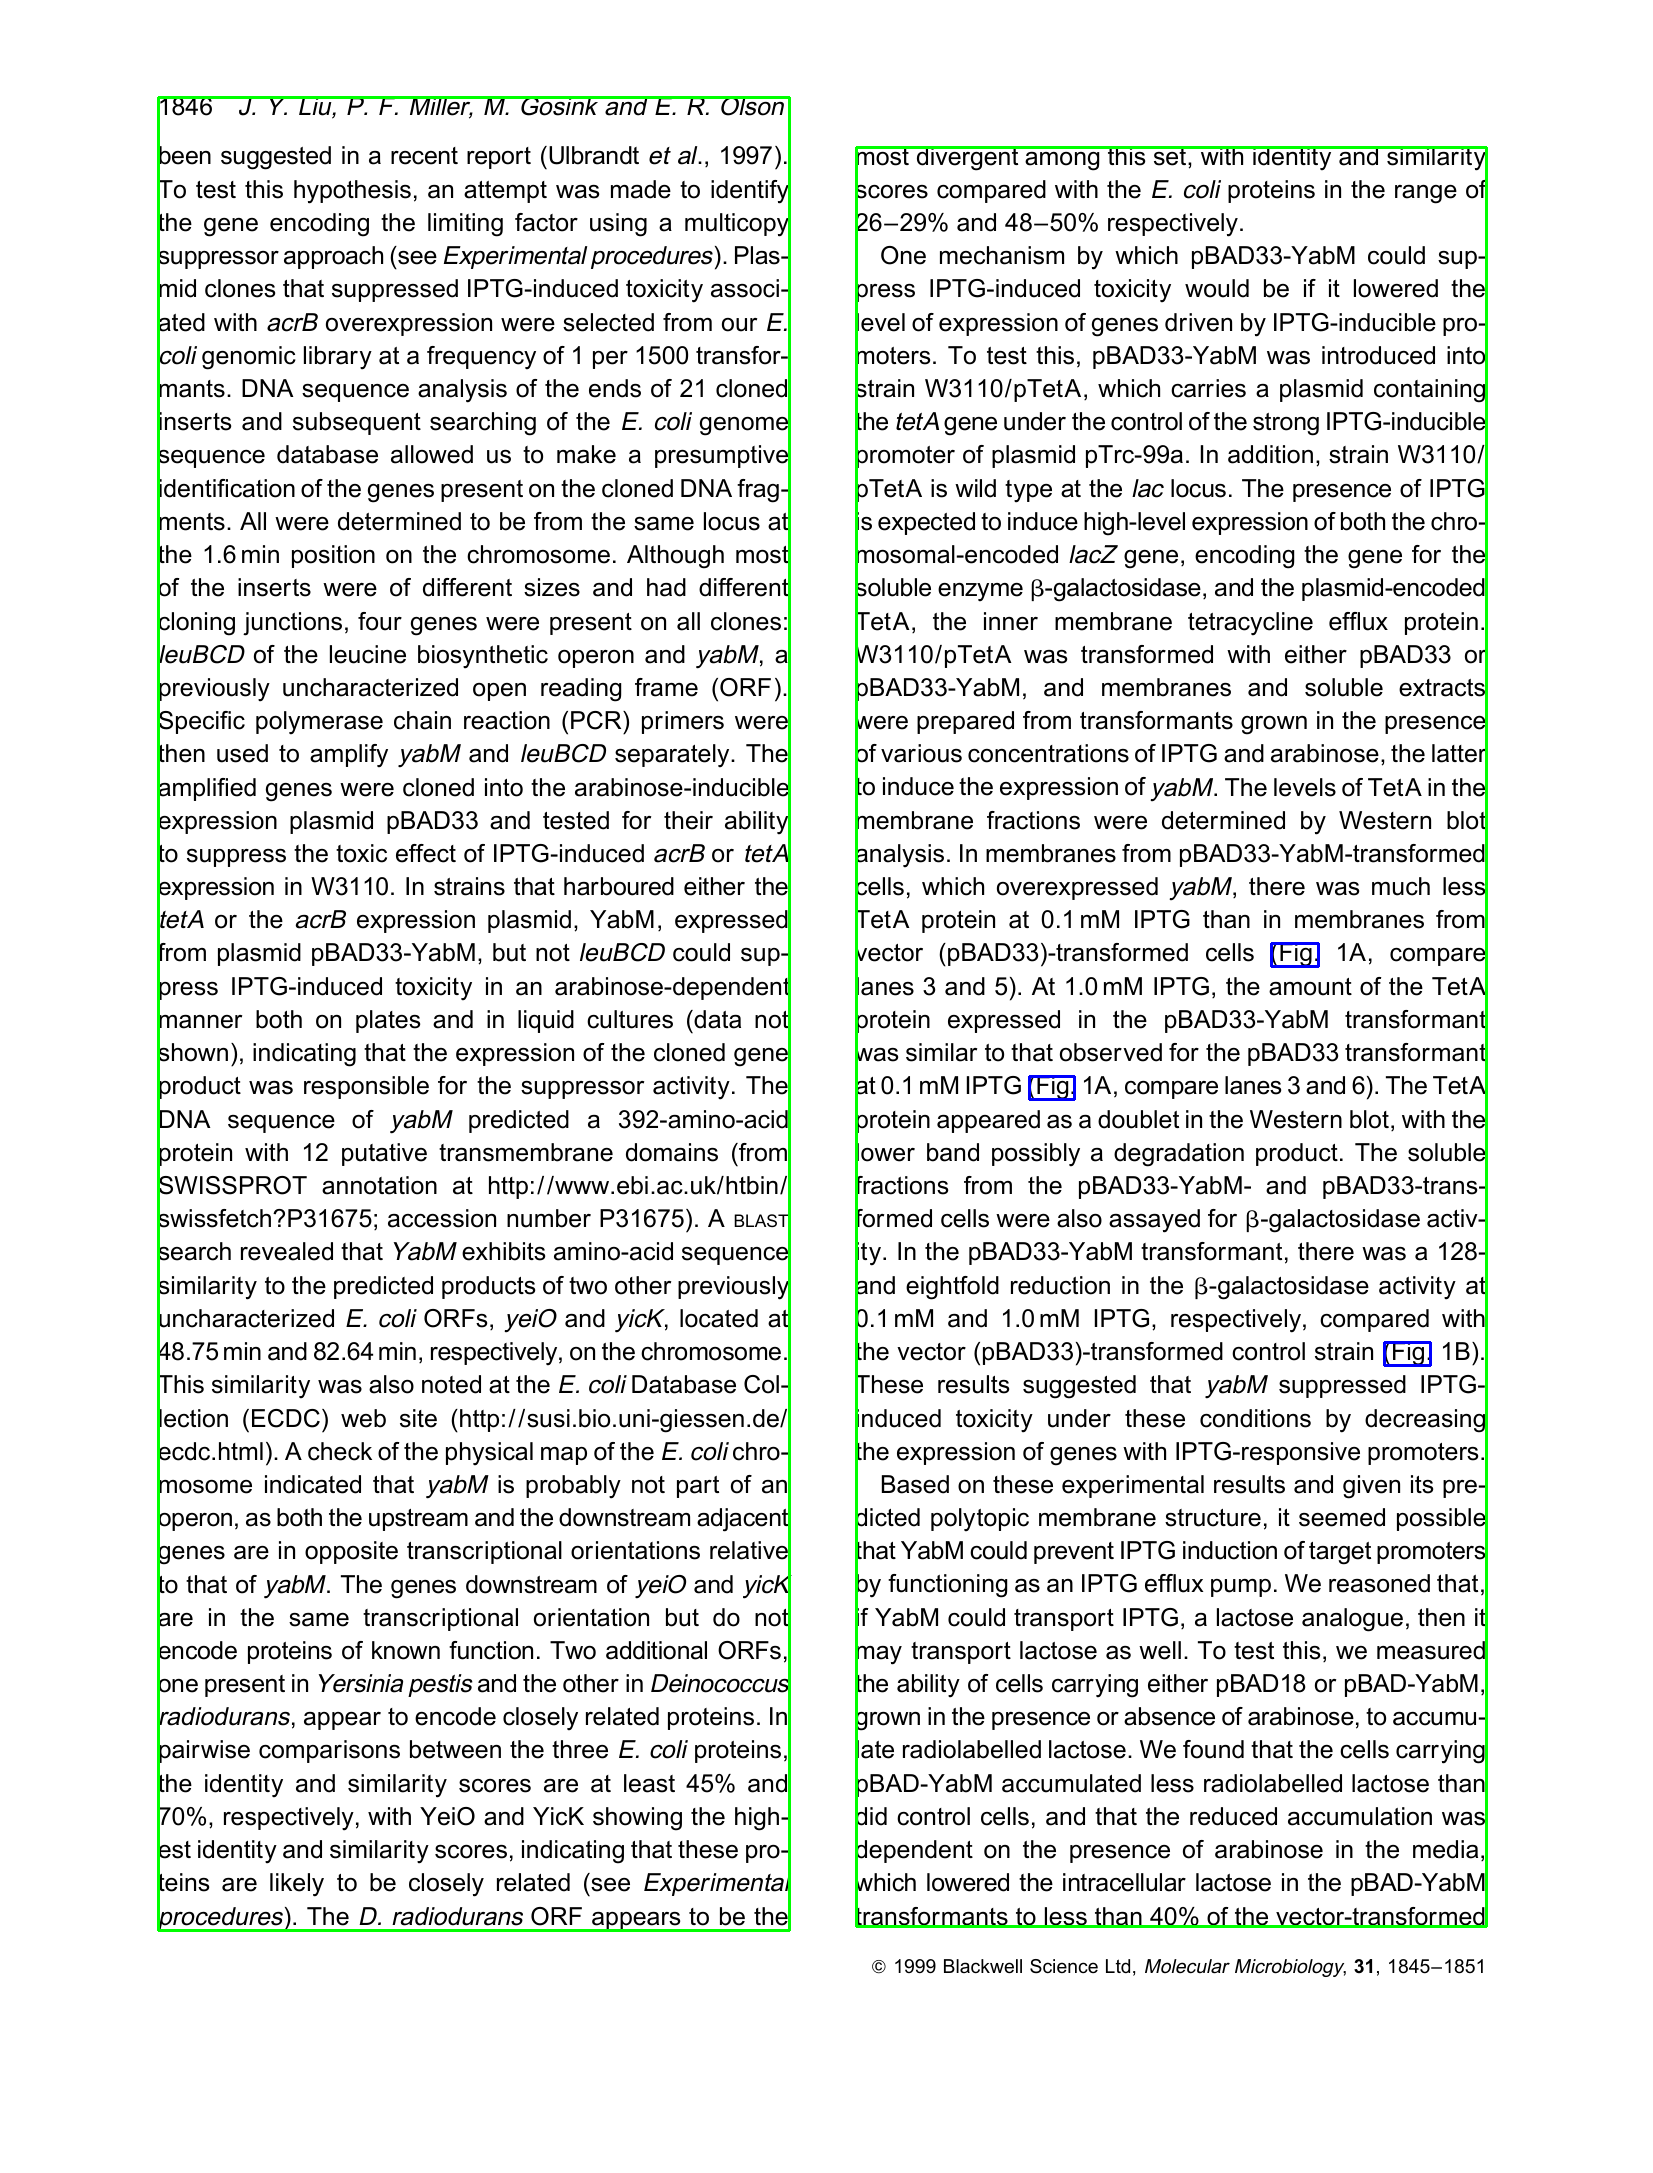 1846 J. Y. Liu, P. F. Miller, M. Gosink and E. R. Olson
been suggested in a recent report (Ulbrandt et al., 1997).
To test this hypothesis, an attempt was made to identify
the gene encoding the limiting factor using a multicopy
suppressor approach (see Experimental procedures). Plas-
mid clones that suppressed IPTG-induced toxicity associ-
ated with acrB overexpression were selected from our E.
coli genomic library at a frequency of 1 per 1500 transfor-
mants. DNA sequence analysis of the ends of 21 cloned
inserts and subsequent searching of the E. coli genome
sequence database allowed us to make a presumptive
identification of the genes present on the cloned DNA frag-
ments. All were determined to be from the same locus at
the 1.6 min position on the chromosome. Although most
of the inserts were of different sizes and had different
cloning junctions, four genes were present on all clones:
leuBCD of the leucine biosynthetic operon and yabM, a
previously uncharacterized open reading frame (ORF).
Specific polymerase chain reaction (PCR) primers were
then used to amplify yabM and leuBCD separately. The
amplified genes were cloned into the arabinose-inducible
expression plasmid pBAD33 and tested for their ability
to suppress the toxic effect of IPTG-induced acrB or tetA
expression in W3110. In strains that harboured either the
tetA or the acrB expression plasmid, YabM, expressed
from plasmid pBAD33-YabM, but not leuBCD could sup-
press IPTG-induced toxicity in an arabinose-dependent
manner both on plates and in liquid cultures (data not
shown), indicating that the expression of the cloned gene
product was responsible for the suppressor activity. The
DNA sequence of yabM predicted a 392-amino-acid
protein with 12 putative transmembrane domains (from
SWISSPROT annotation at http://www.ebi.ac.uk/htbin/
swissfetch?P31675; accession number P31675). A BLAST
search revealed that YabM exhibits amino-acid sequence
similarity to the predicted products of two other previously
uncharacterized E. coli ORFs, yeiO and yicK, located at
48.75 min and 82.64 min, respectively, on the chromosome.
This similarity was also noted at the E. coli Database Col-
lection (ECDC) web site (http://susi.bio.uni-giessen.de/
ecdc.html). A check of the physical map of the E. coli chro-
mosome indicated that yabM is probably not part of an
operon, as both the upstream and the downstream adjacent
genes are in opposite transcriptional orientations relative
to that of yabM. The genes downstream of yeiO and yicK
are in the same transcriptional orientation but do not
encode proteins of known function. Two additional ORFs,
one present in Yersinia pestis and the other in Deinococcus
radiodurans, appear to encode closely related proteins. In
pairwise comparisons between the three E. coli proteins,
the identity and similarity scores are at least 45% and
70%, respectively, with YeiO and YicK showing the high-
est identity and similarity scores, indicating that these pro-
teins are likely to be closely related (see Experimental
procedures). The D. radiodurans ORF appears to be the
most divergent among this set, with identity and similarity
scores compared with the E. coli proteins in the range of
26–29% and 48–50% respectively.
One mechanism by which pBAD33-YabM could sup-
press IPTG-induced toxicity would be if it lowered the
level of expression of genes driven by IPTG-inducible pro-
moters. To test this, pBAD33-YabM was introduced into
strain W3110/pTetA, which carries a plasmid containing
the tetA gene under the control of the strong IPTG-inducible
promoter of plasmid pTrc-99a. In addition, strain W3110/
pTetA is wild type at the lac locus. The presence of IPTG
is expected to induce high-level expression of both the chro-
mosomal-encoded lacZ gene, encoding the gene for the
soluble enzyme β-galactosidase, and the plasmid-encoded
TetA, the inner membrane tetracycline efflux protein.
W3110/pTetA was transformed with either pBAD33 or
pBAD33-YabM, and membranes and soluble extracts
were prepared from transformants grown in the presence
of various concentrations of IPTG and arabinose, the latter
to induce the expression of yabM. The levels of TetA in the
membrane fractions were determined by Western blot
analysis. In membranes from pBAD33-YabM-transformed
cells, which overexpressed yabM, there was much less
TetA protein at 0.1 mM IPTG than in membranes from
vector (pBAD33)-transformed cells (Fig. 1A, compare
lanes 3 and 5). At 1.0 mM IPTG, the amount of the TetA
protein expressed in the pBAD33-YabM transformant
was similar to that observed for the pBAD33 transformant
at 0.1 mM IPTG (Fig. 1A, compare lanes 3 and 6). The TetA
protein appeared as a doublet in the Western blot, with the
lower band possibly a degradation product. The soluble
fractions from the pBAD33-YabM- and pBAD33-trans-
formed cells were also assayed for β-galactosidase activ-
ity. In the pBAD33-YabM transformant, there was a 128-
and eightfold reduction in the β-galactosidase activity at
0.1 mM and 1.0 mM IPTG, respectively, compared with
the vector (pBAD33)-transformed control strain (Fig. 1B).
These results suggested that yabM suppressed IPTG-
induced toxicity under these conditions by decreasing
the expression of genes with IPTG-responsive promoters.
Based on these experimental results and given its pre-
dicted polytopic membrane structure, it seemed possible
that YabM could prevent IPTG induction of target promoters
by functioning as an IPTG efflux pump. We reasoned that,
if YabM could transport IPTG, a lactose analogue, then it
may transport lactose as well. To test this, we measured
the ability of cells carrying either pBAD18 or pBAD-YabM,
grown in the presence or absence of arabinose, to accumu-
late radiolabelled lactose. We found that the cells carrying
pBAD-YabM accumulated less radiolabelled lactose than
did control cells, and that the reduced accumulation was
dependent on the presence of arabinose in the media,
which lowered the intracellular lactose in the pBAD-YabM
transformants to less than 40% of the vector-transformed
© 1999 Blackwell Science Ltd, Molecular Microbiology, 31, 1845–1851